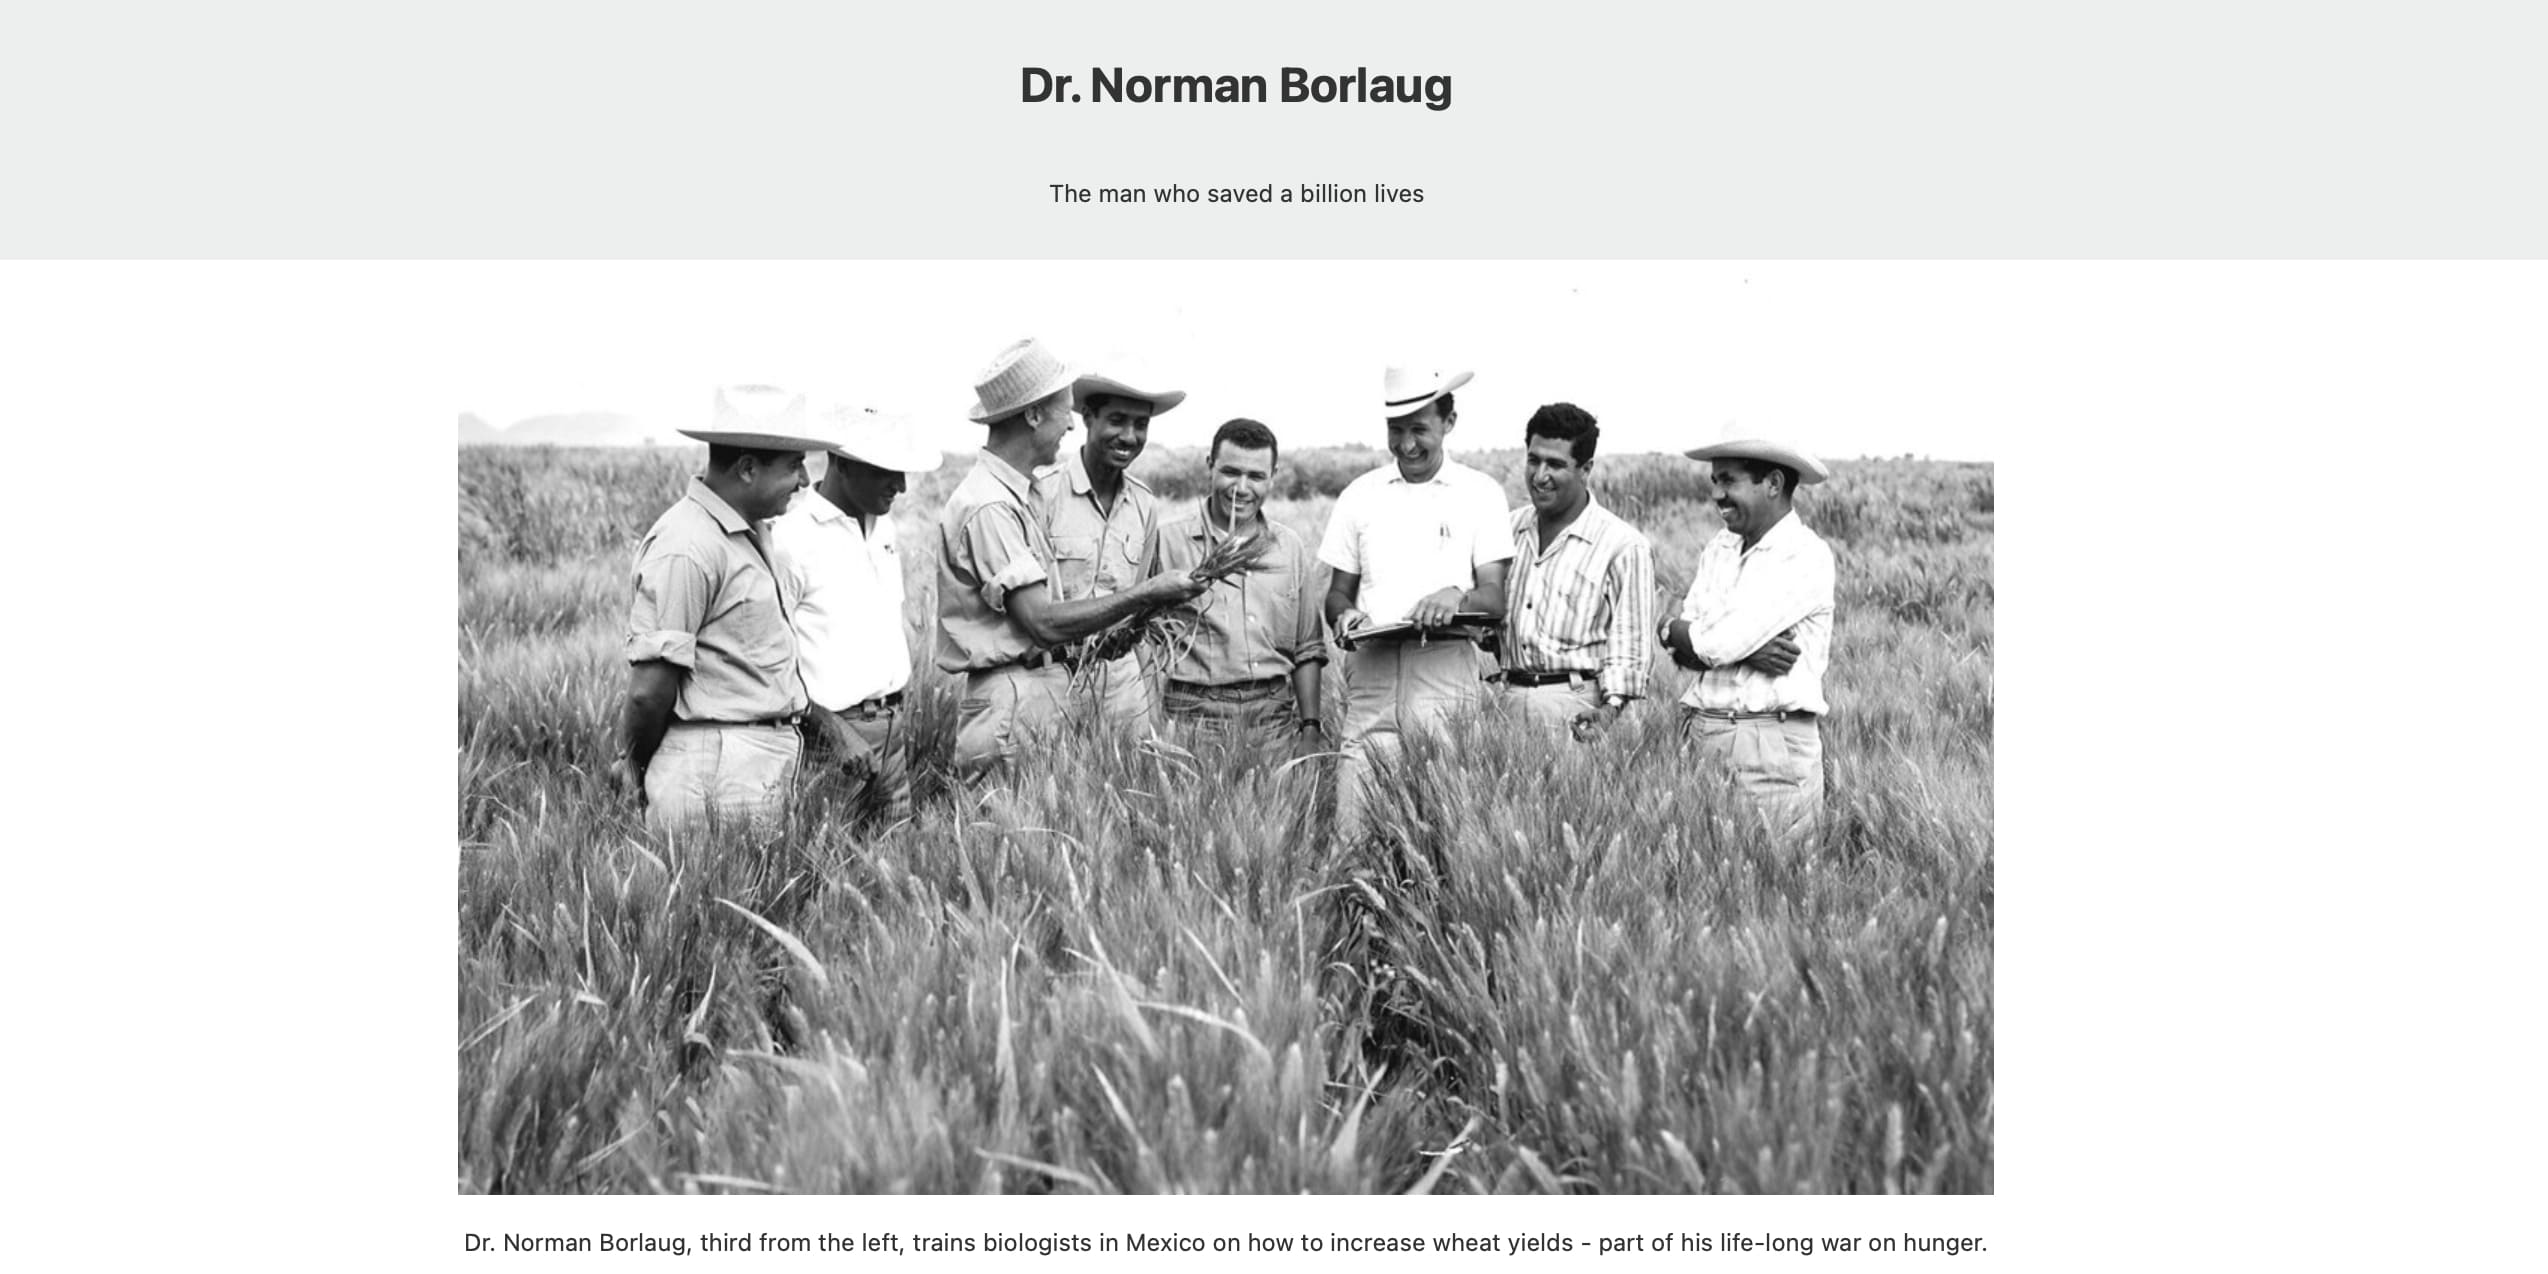 Dr. Norman Borlaug
The man who saved a billion lives
Dr. Norman Borlaug, third from the left, trains biologists in Mexico on how to increase wheat yields - part of his life-long war on hunger.